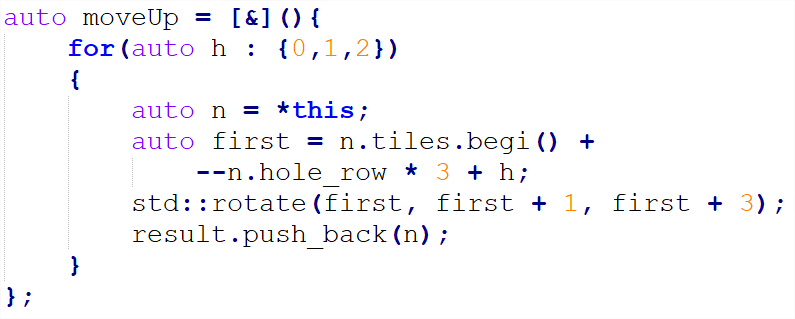 auto moveUp = [&](){
    for(auto h : {0,1,2})
    {
        auto n = *this;
        auto first = n.tiles.begi() +
            --n.hole_row * 3 + h;
        std::rotate(first, first + 1, first + 3);
        result.push_back(n);
    }
};